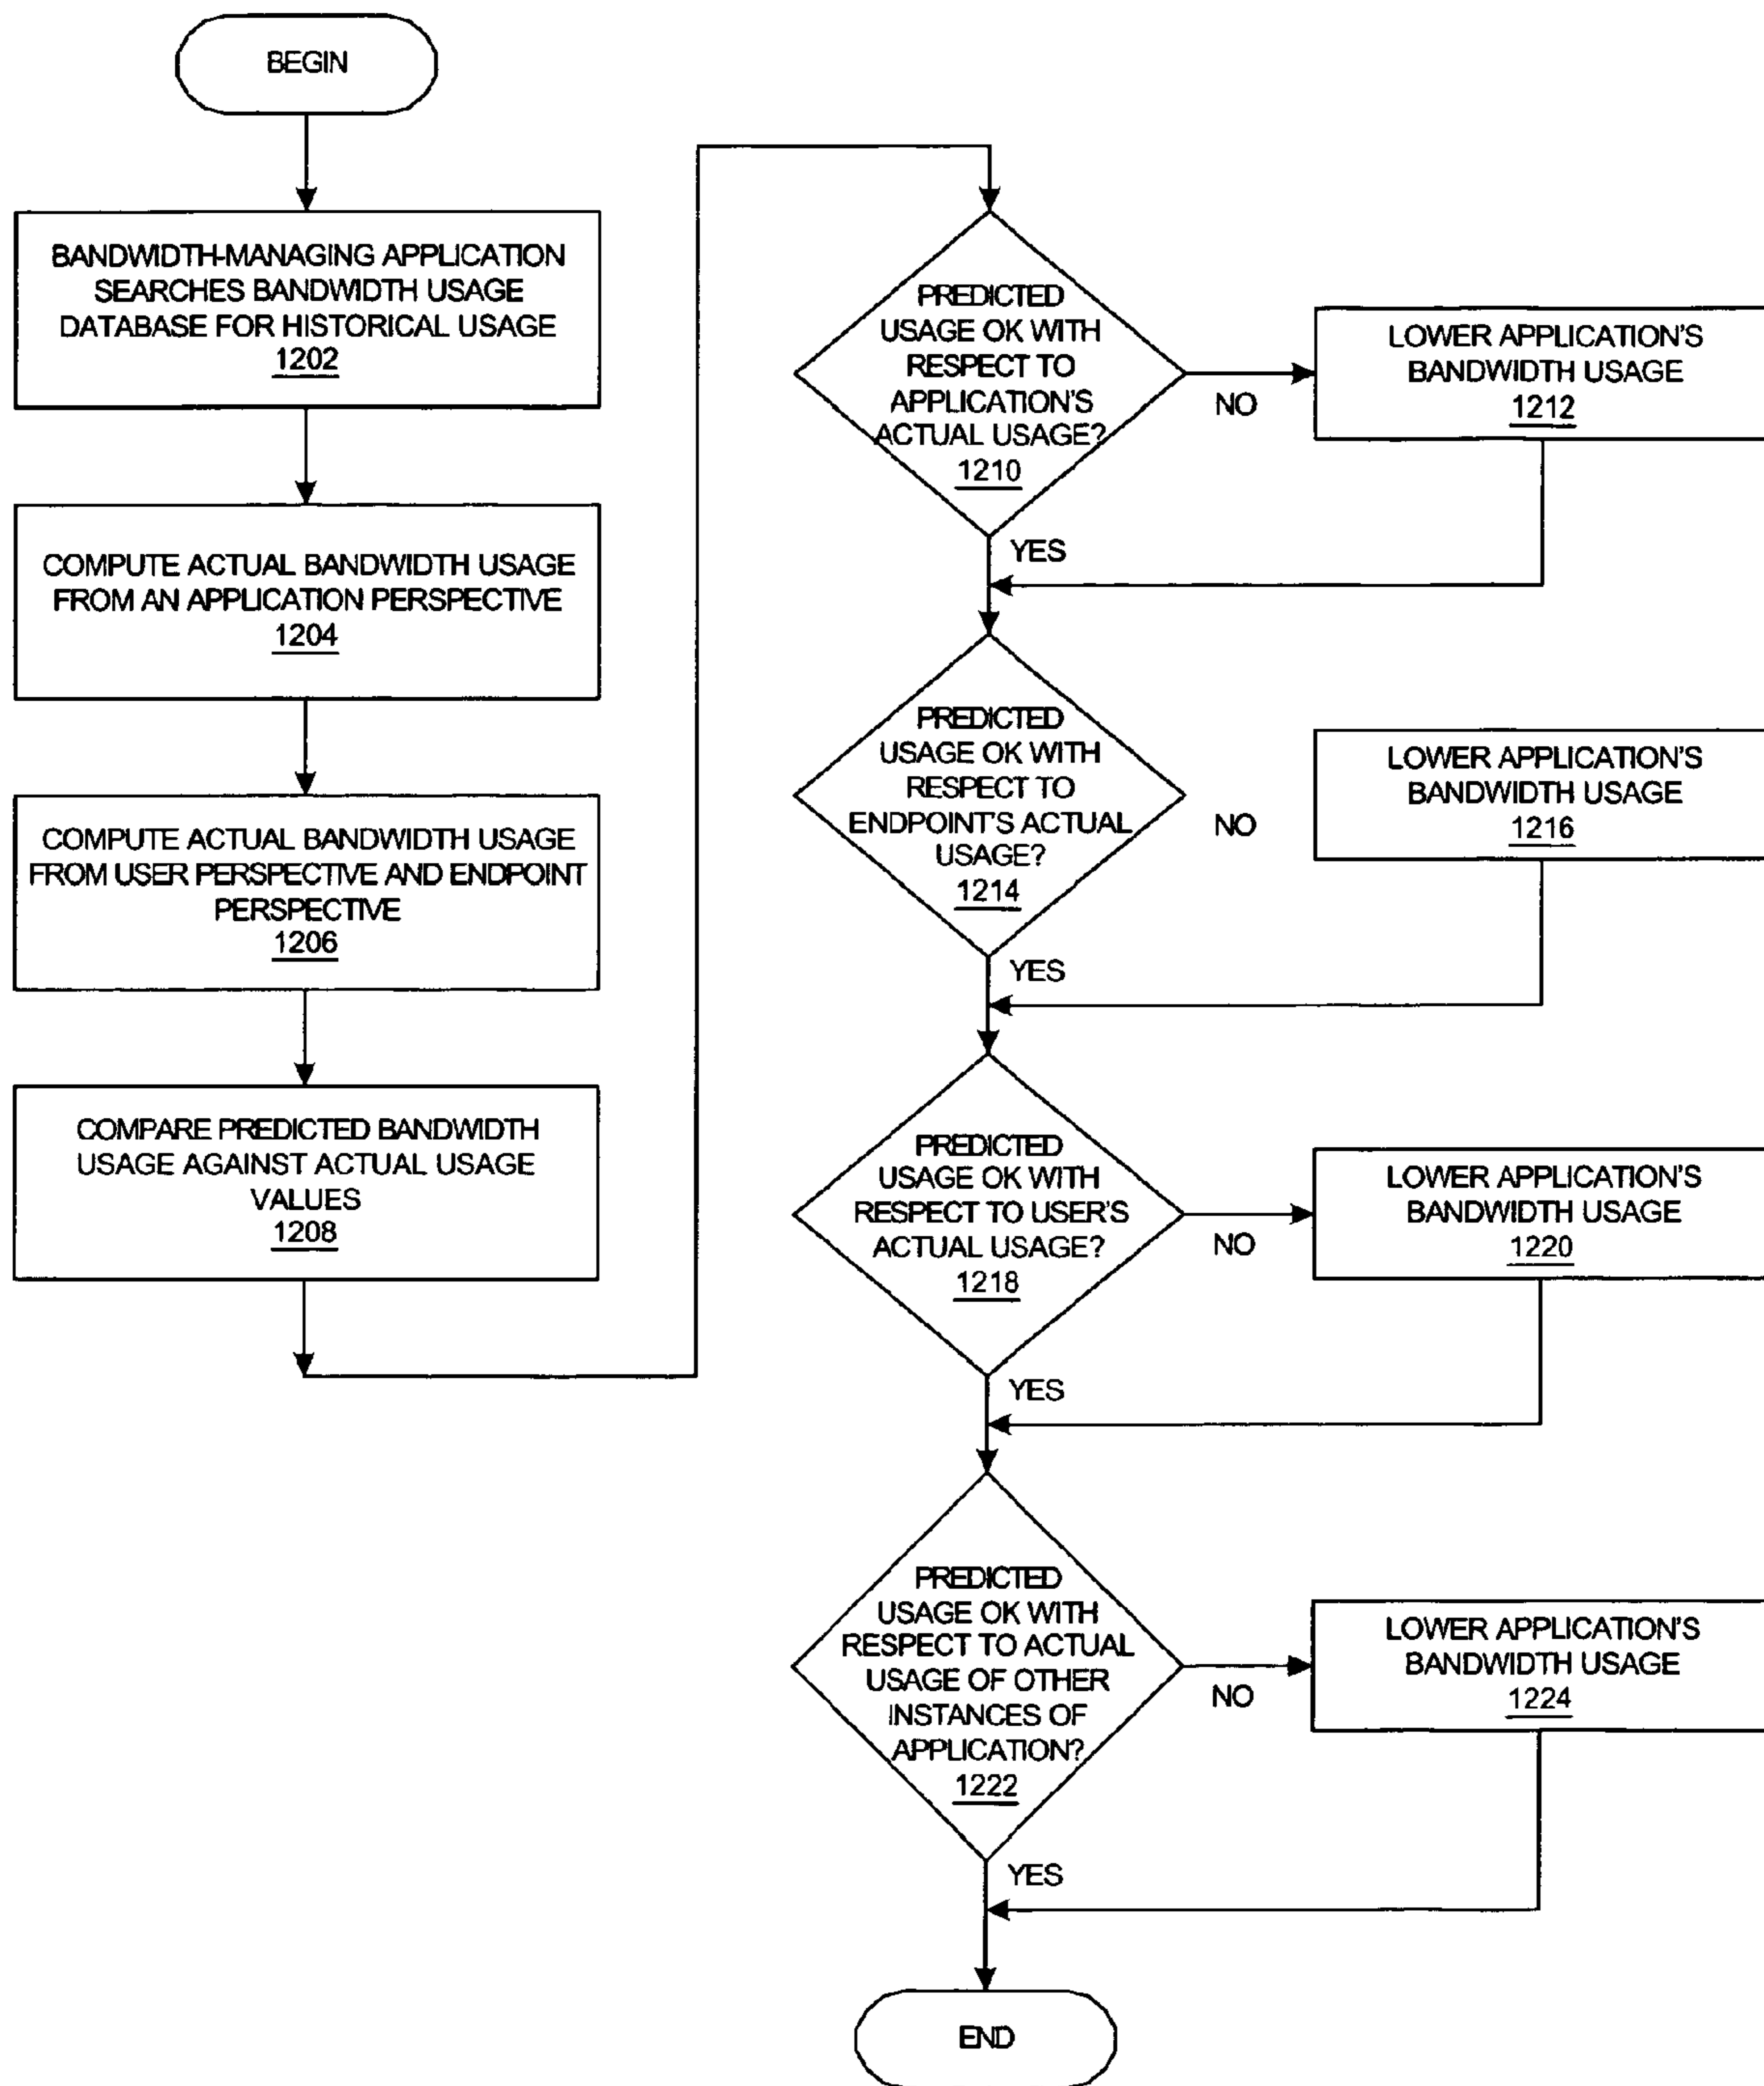 BEGIN
BANDWIDTH-MANAGING APPLICATION
SEARCHES BANDWIDTH USAGE
DATABASE FOR HISTORICAL USAGE
1202
COMPUTE ACTUAL BANDWIDTH USAGE
FROM AN APPLICATION PERSPECTIVE
1204
COMPUTE ACTUAL BANDWIDTH USAGE
FROM USER PERSPECTIVE AND ENDPOINT
PERSPECTIVE
1206
COMPARE PREDICTED BANDWIDTH
USAGE AGAINST ACTUAL USAGE
VALUES
1208
PREDICTED
USAGE OK WITH
RESPECT TO
APPLICATION'S
ACTUAL USAGE?
1210
NO
LOWER APPLICATION'S
BANDWIDTH USAGE
1212
YES
PREDICTED
USAGE OK WITH
RESPECT TO
ENDPOINT'S ACTUAL
USAGE?
1214
NO
LOWER APPLICATION'S
BANDWIDTH USAGE
1216
YES
PREDICTED
USAGE OK WITH
RESPECT TO USER'S
ACTUAL USAGE?
1218
NO
LOWER APPLICATION'S
BANDWIDTH USAGE
1220
YES
PREDICTED
USAGE OK WITH
RESPECT TO ACTUAL
USAGE OF OTHER
INSTANCES OF
APPLICATION?
1222
NO
LOWER APPLICATION'S
BANDWIDTH USAGE
1224
YES
END